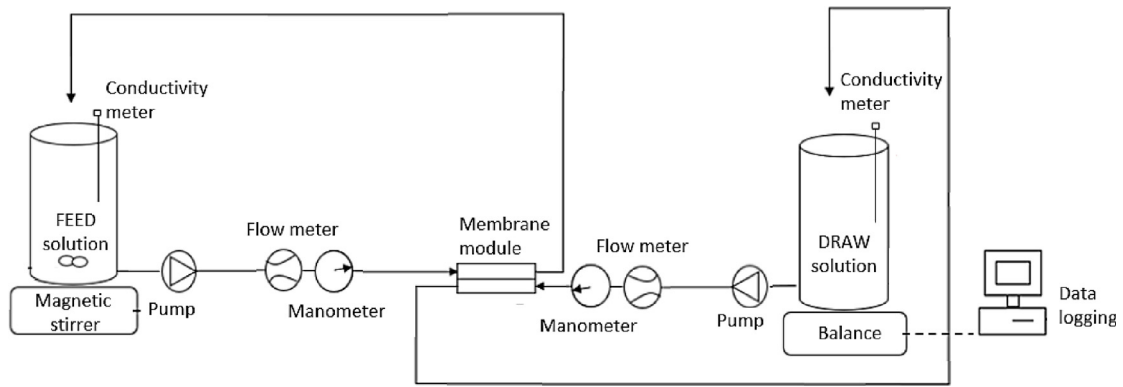 Conductivity
meter
FEED
solution
Magnetic
stirrer
Pump
Flow meter
Manometer
Membrane
module
Flow meter
Manometer
Pump
Conductivity
meter
DRAW
solution
Balance
Data
logging